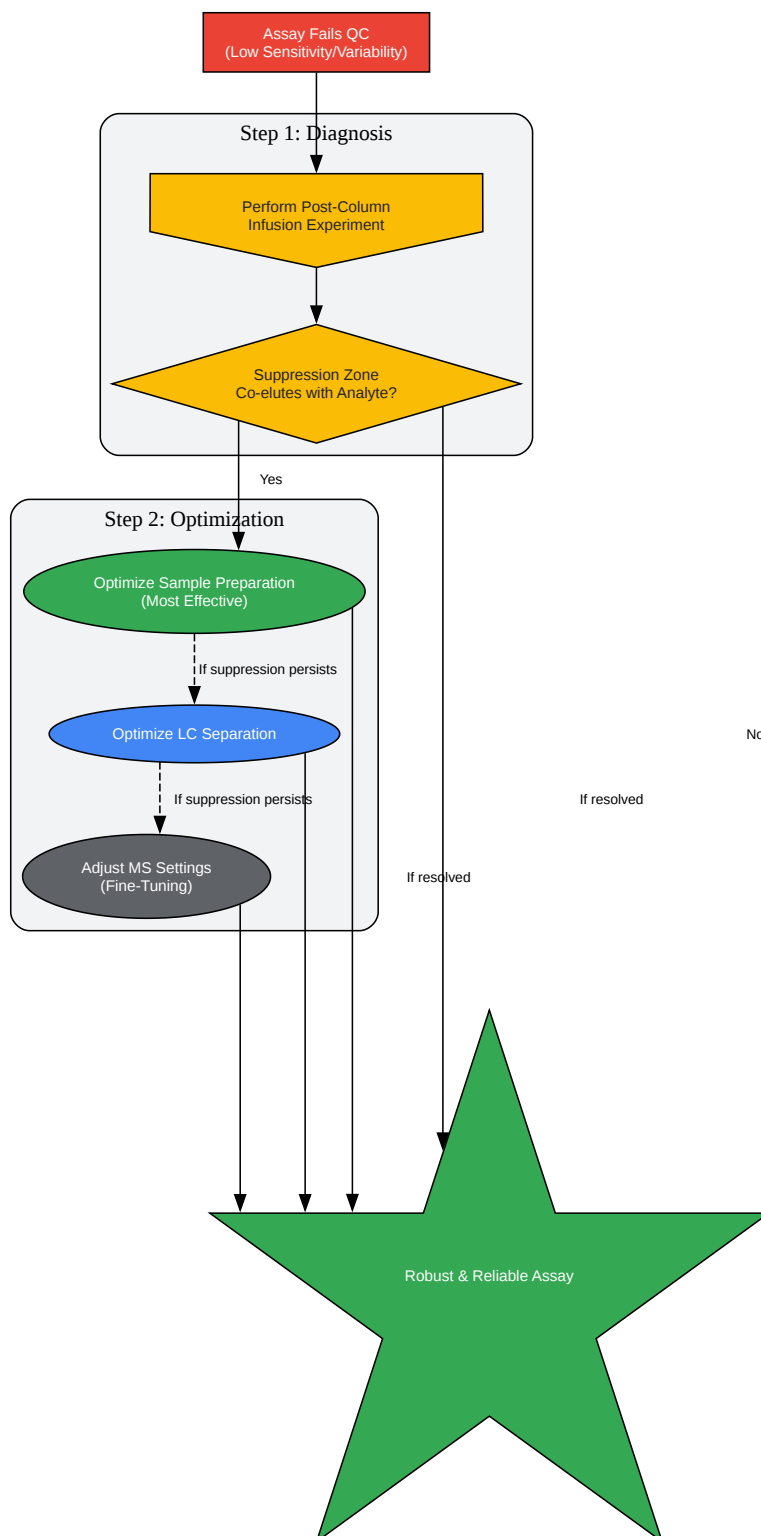 Assay Fails QC
(Low Sensitivity/Variability)
Step 1: Diagnosis
Perform Post-Column
Infusion Experiment
Suppression Zone
Co-elutes with Analyte?
Yes
Step 2: Optimization
Optimize Sample Preparation
(Most Effective)
If suppression persists
Optimize LC Separation
No
If suppression persists
If resolved
Adjust MS Settings
(Fine-Tuning)
If resolved
Robust & Reliable Assay